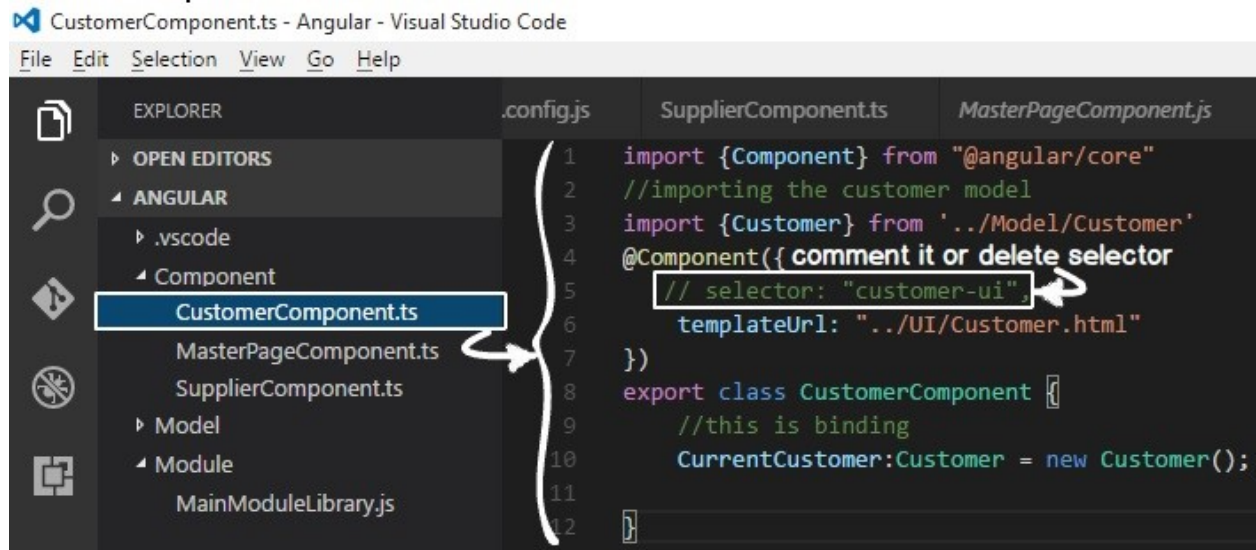 CustomerComponent.ts - Angular - Visual Studio Code
File Edit Selection View Go Help
EXPLORER
OPEN EDITORS
ANGULAR
.vscode
Component
CustomerComponent.ts
MasterPageComponent.ts
SupplierComponent.ts
Model
Module
MainModuleLibrary.js
.config.js SupplierComponent.ts MasterPageComponent.js
1 import {Component} from "@angular/core"
2 //importing the customer model
3 import {Customer} from '../Model/Customer'
4 @Component({ comment it or delete selector
5 // selector: "customer-ui",
6 templateUrl: "../UI/Customer.html"
7 })
8 export class CustomerComponent {
9 //this is binding
10 CurrentCustomer:Customer = new Customer();
11
12 }